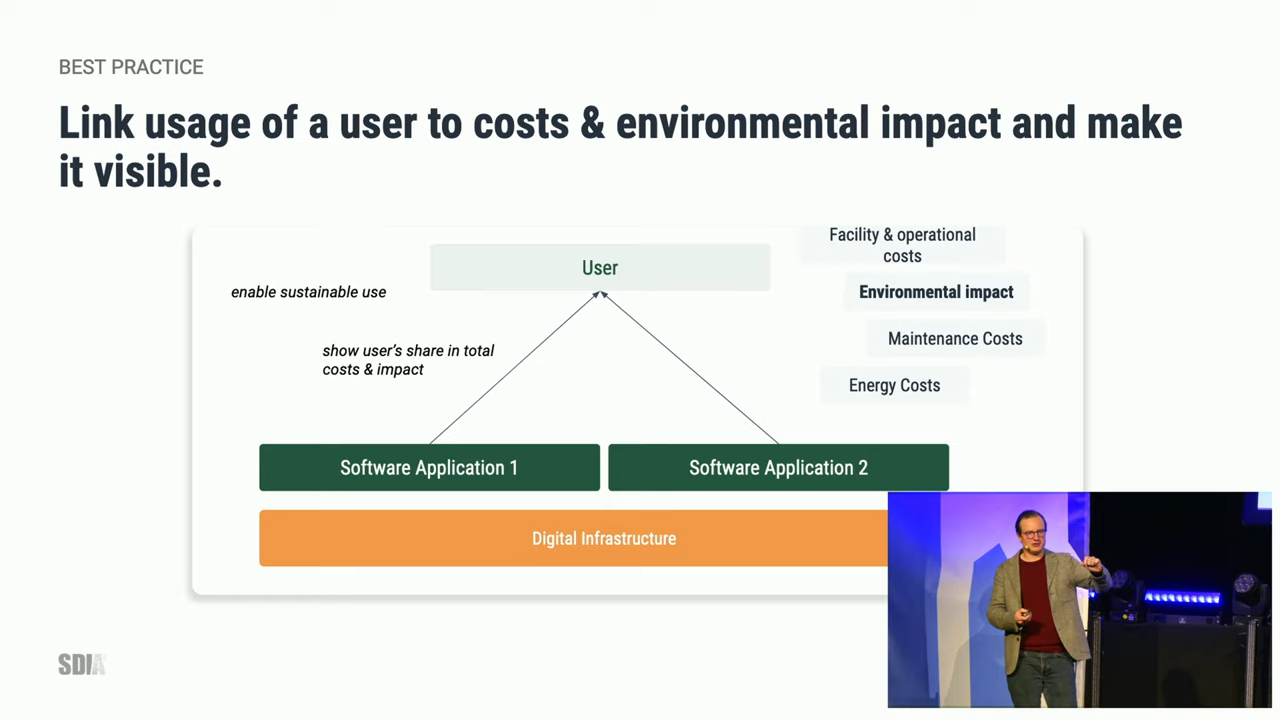 BEST PRACTICE
Link usage of a user to costs & environmental impact and make
it visible.
Facility & operational
costs
User
enable sustainable use
Environmental impact
Maintenance Costs
show user's share in total
costs & impact
Energy Costs
Software Application 1
Software Application 2
Digital Infrastructure
SDIA